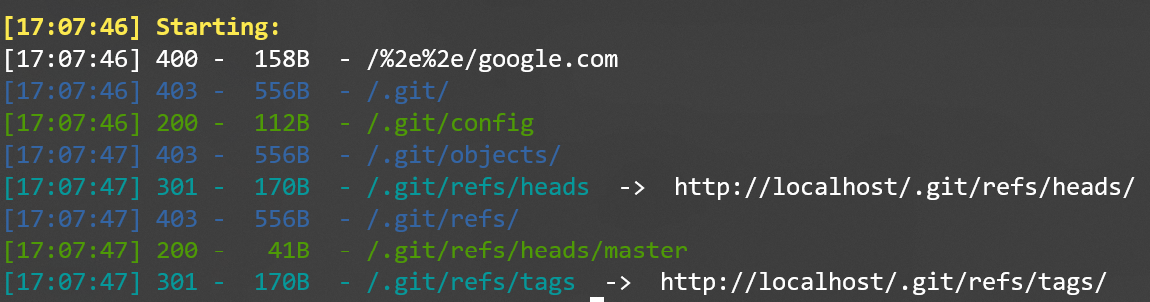 [17:07:46] Starting:
[17:07:46] 400 -  158B  - /%2e%2e/google.com
[17:07:46] 403 -  556B  - /.git/
[17:07:46] 200 -  112B  - /.git/config
[17:07:47] 403 -  556B  - /.git/objects/
[17:07:47] 301 -  170B  - /.git/refs/heads  ->  http://localhost/.git/refs/heads/
[17:07:47] 403 -  556B  - /.git/refs/
[17:07:47] 200 -   41B  - /.git/refs/heads/master
[17:07:47] 301 -  170B  - /.git/refs/tags  ->  http://localhost/.git/refs/tags/